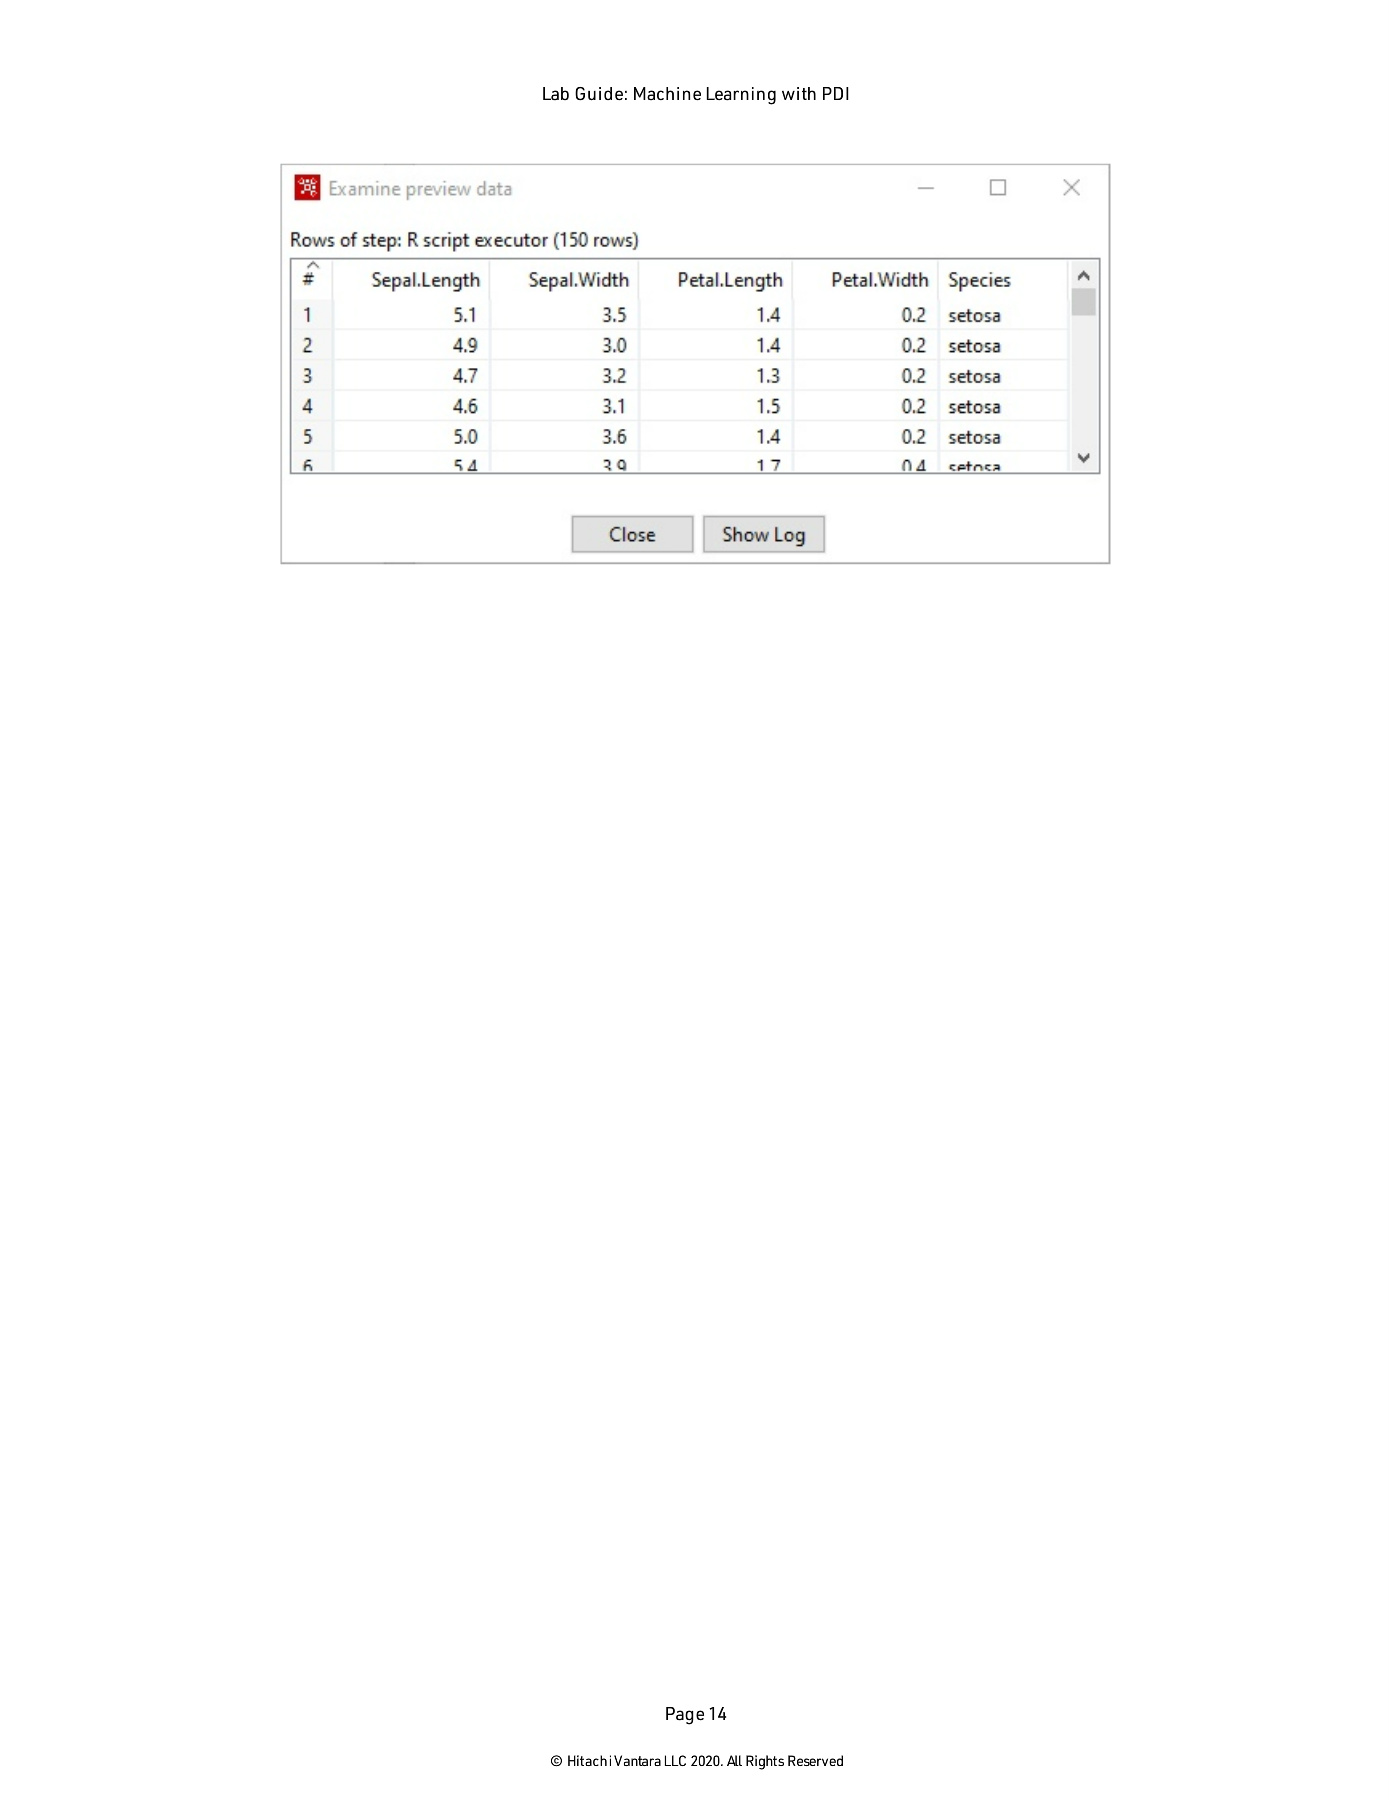 Lab Guide: Machine Learning with PDI
Examine preview data
Rows of step: R script executor (150 rows)
# Sepal.Length Sepal.Width Petal.Length Petal.Width Species
1 5.1 3.5 1.4 0.2 setosa
2 4.9 3.0 1.4 0.2 setosa
3 4.7 3.2 1.3 0.2 setosa
4 4.6 3.1 1.5 0.2 setosa
5 5.0 3.6 1.4 0.2 setosa
6 5.4 3.9 1.7 0.4 setosa
Close Show Log
Page 14
© Hitachi Vantara LLC 2020. All Rights Reserved